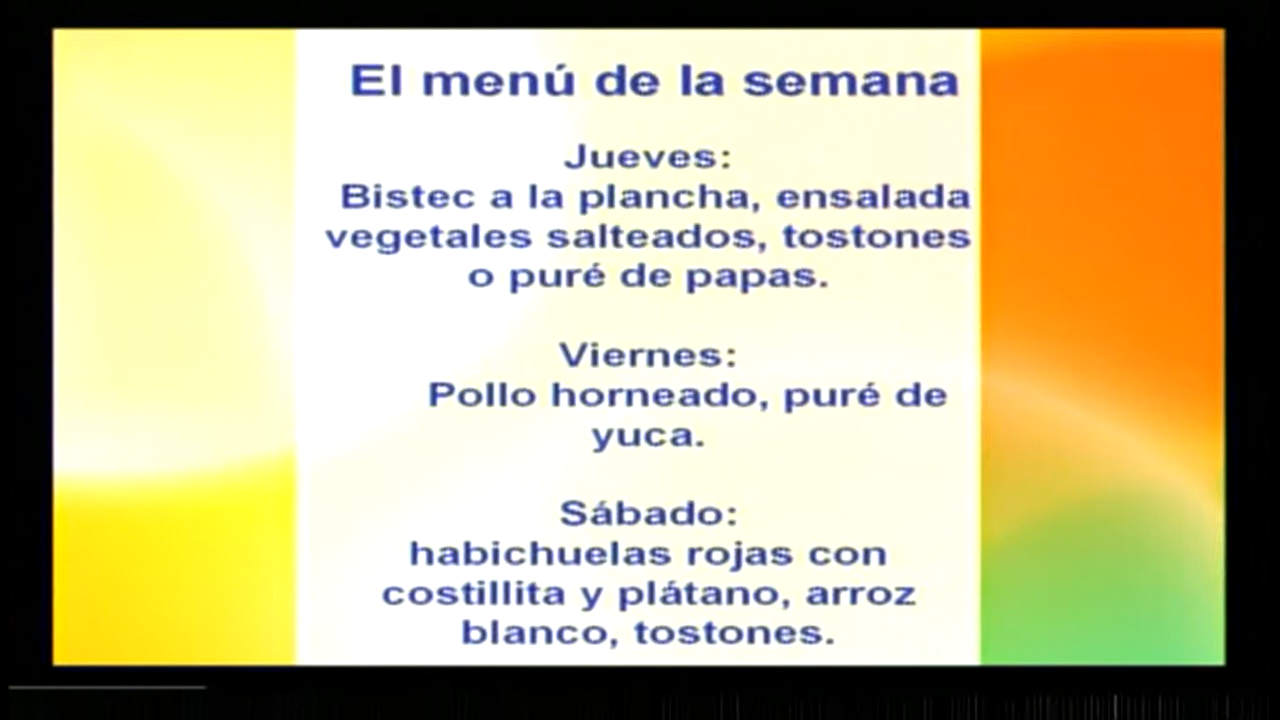 El menú de la semana
Jueves:
Bistec a la plancha, ensalada
vegetales salteados, tostones
o puré de papas.
Viernes:
Pollo horneado, puré de
yuca.
Sábado:
habichuelas rojas con
costillita y plátano, arroz
blanco, tostones.